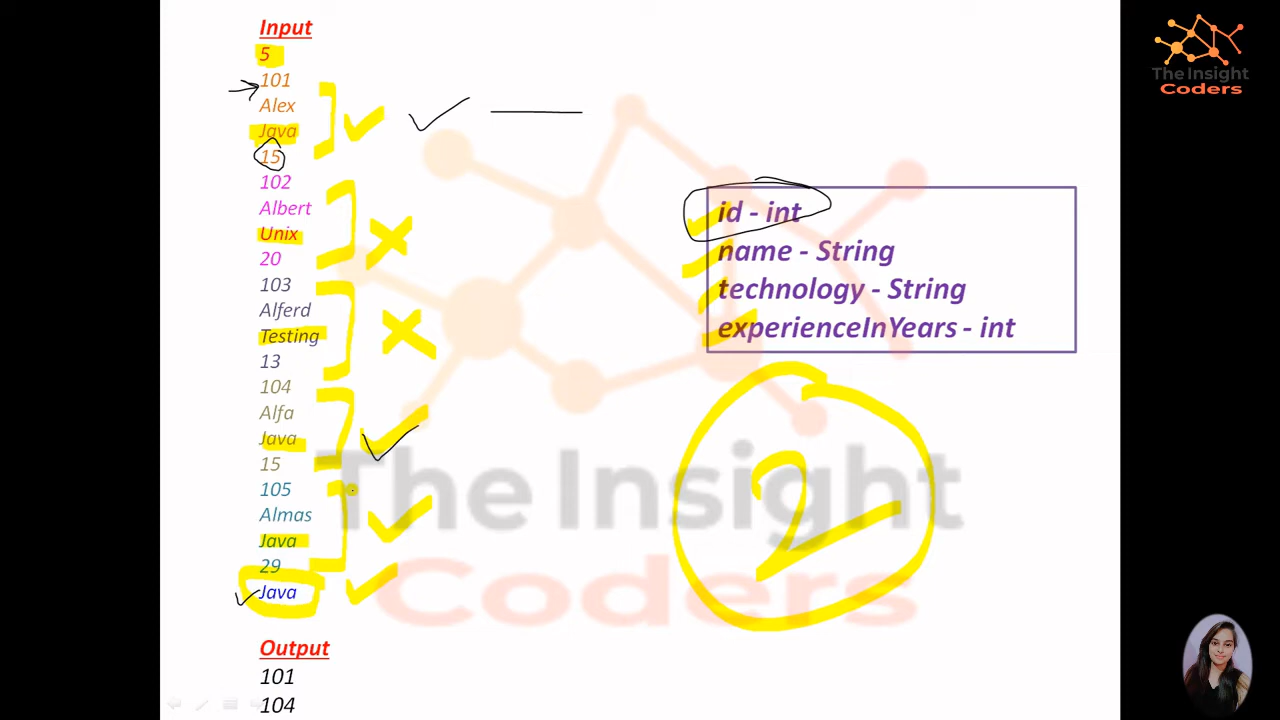 Input
5
101
Alex
Java
15
102
Albert
Unix
20
103
Alferd
Testing
13
104
Alfa
Java
15
105
Almas
Java
29
Java
Output
101
104
id - int
name - String
technology - String
experienceInYears - int
2
The Insight
Coders
The Insight
Coders